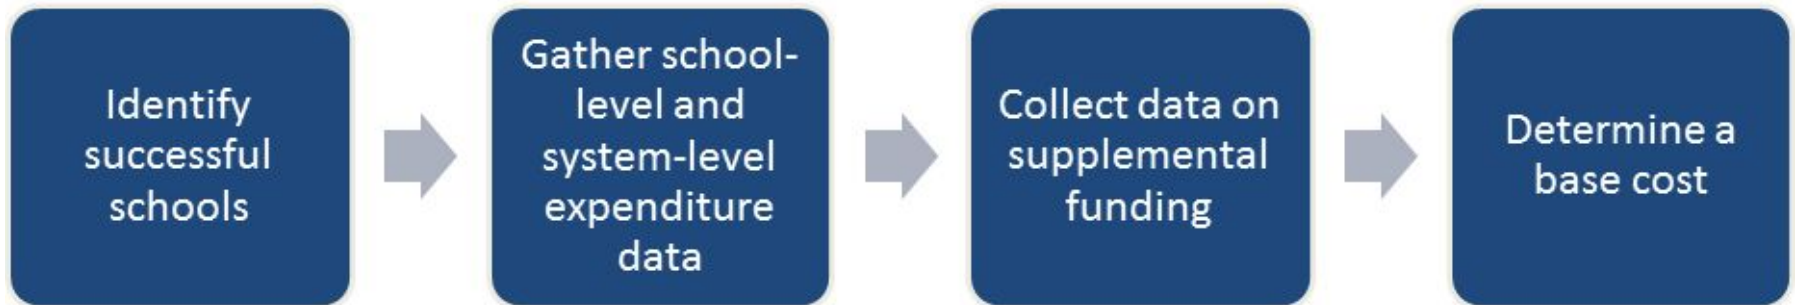 Identify
successful
schools
Gather school-
level and
system-level
expenditure
data
Collect data on
supplemental
funding
Determine a
base cost